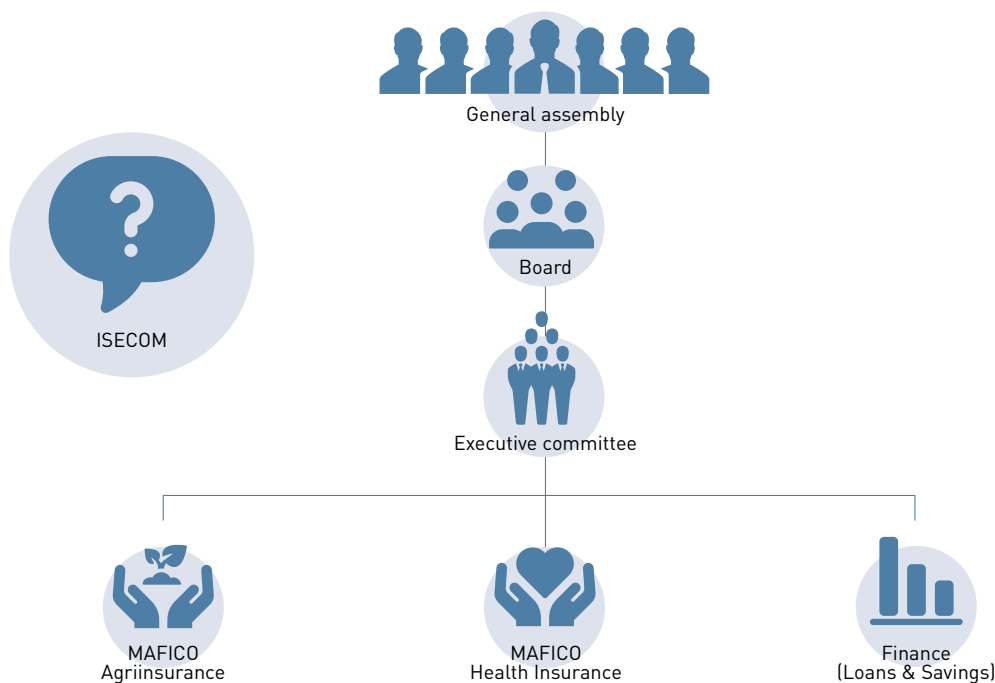 General assembly
Board
ISECOM
Executive committee
MAFICO
Agriinsurance
MAFICO
Health Insurance
Finance
(Loans & Savings)